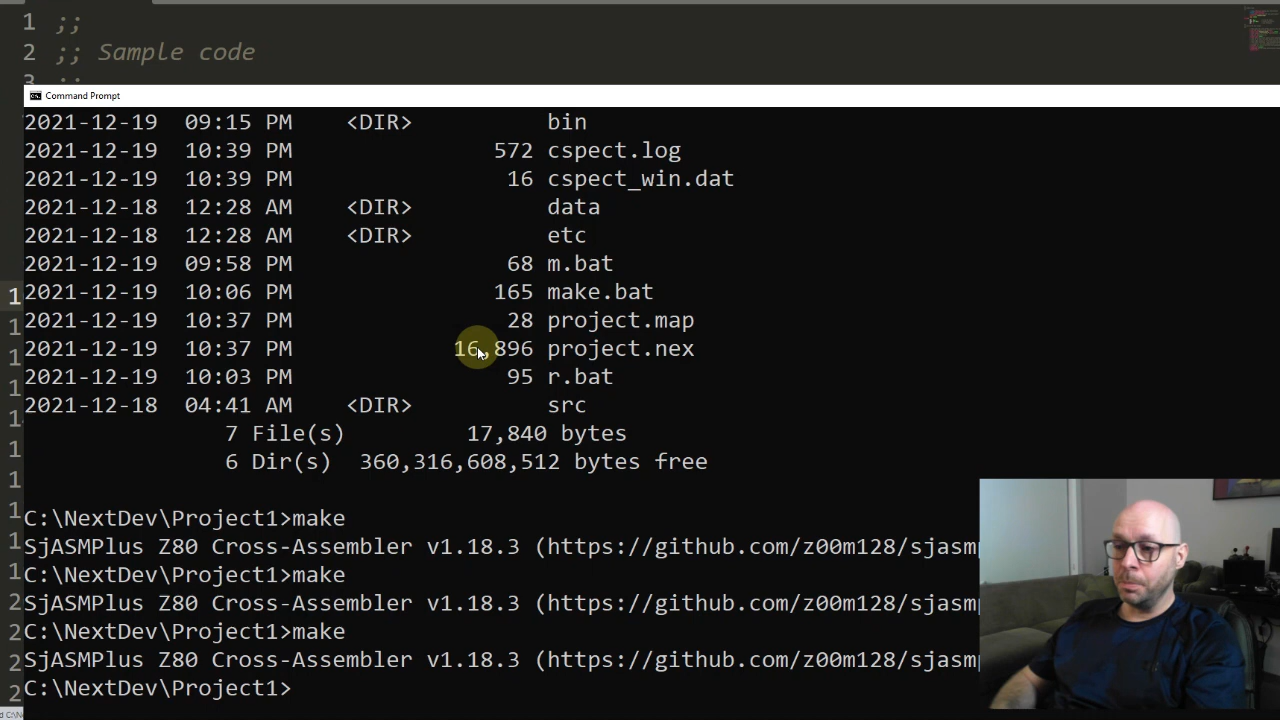 1 ;;
2 ;; Sample code
3 ;;
Command Prompt
2021-12-19 09:15 PM <DIR> bin
2021-12-19 10:39 PM 572 cspect.log
2021-12-19 10:39 PM 16 cspect_win.dat
2021-12-18 12:28 AM <DIR> data
2021-12-18 12:28 AM <DIR> etc
2021-12-19 09:58 PM 68 m.bat
2021-12-19 10:06 PM 165 make.bat
2021-12-19 10:37 PM 28 project.map
2021-12-19 10:37 PM 16,896 project.nex
2021-12-19 10:03 PM 95 r.bat
2021-12-18 04:41 AM <DIR> src
7 File(s) 17,840 bytes
6 Dir(s) 360,316,608,512 bytes free
C:\NextDev\Project1>make
SjASMPlus Z80 Cross-Assembler v1.18.3 (https://github.com/z00m128/sjasmp
C:\NextDev\Project1>make
SjASMPlus Z80 Cross-Assembler v1.18.3 (https://github.com/z00m128/sjasmp
C:\NextDev\Project1>make
SjASMPlus Z80 Cross-Assembler v1.18.3 (https://github.com/z00m128/sjasmp
C:\NextDev\Project1>